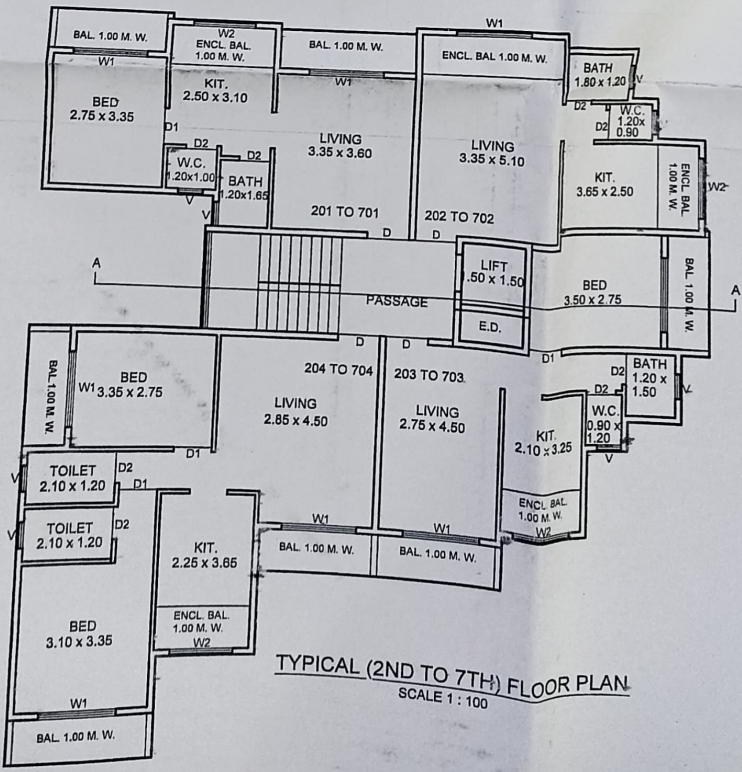 W1
W2
BAL. 1.00 M. W.
ENCL. BAL.
1.00 M. W.
BAL. 1.00 M. W.
ENCL. BAL 1.00 M. W.
W1
W1
BATH
1.80 x 1.20
V
KIT.
2.50 x 3.10
BED
2.75 x 3.35
D1
D2
D2
W.C.
1.20x
0.90
D2
D2
LIVING
3.35 x 3.60
LIVING
3.35 x 5.10
W.C.
1.20x1.00
BATH
1.20x1.65
V
V
KIT.
3.65 x 2.50
ENCL. BAL.
1.00 M. W.
W2
201 TO 701
202 TO 702
D
D
LIFT
1.50 x 1.50
A
A
BED
3.50 x 2.75
BAL. 1.00 M. W.
PASSAGE
E.D.
D
D
D1
BAL. 1.00 M. W.
W1
BED
3.35 x 2.75
204 TO 704
203 TO 703
D2
BATH
1.20 x
1.50
V
D2
LIVING
2.85 x 4.50
LIVING
2.75 x 4.50
W.C.
0.90 x
1.20
V
KIT.
2.10 x 3.25
D1
V
TOILET
2.10 x 1.20
D2
D1
V
TOILET
2.10 x 1.20
D2
ENCL. BAL.
1.00 M. W.
W2
W1
W1
KIT.
2.25 x 3.65
BAL. 1.00 M. W.
BAL. 1.00 M. W.
ENCL. BAL.
1.00 M. W.
W2
BED
3.10 x 3.35
W1
BAL. 1.00 M. W.
TYPICAL (2ND TO 7TH) FLOOR PLAN
SCALE 1 : 100